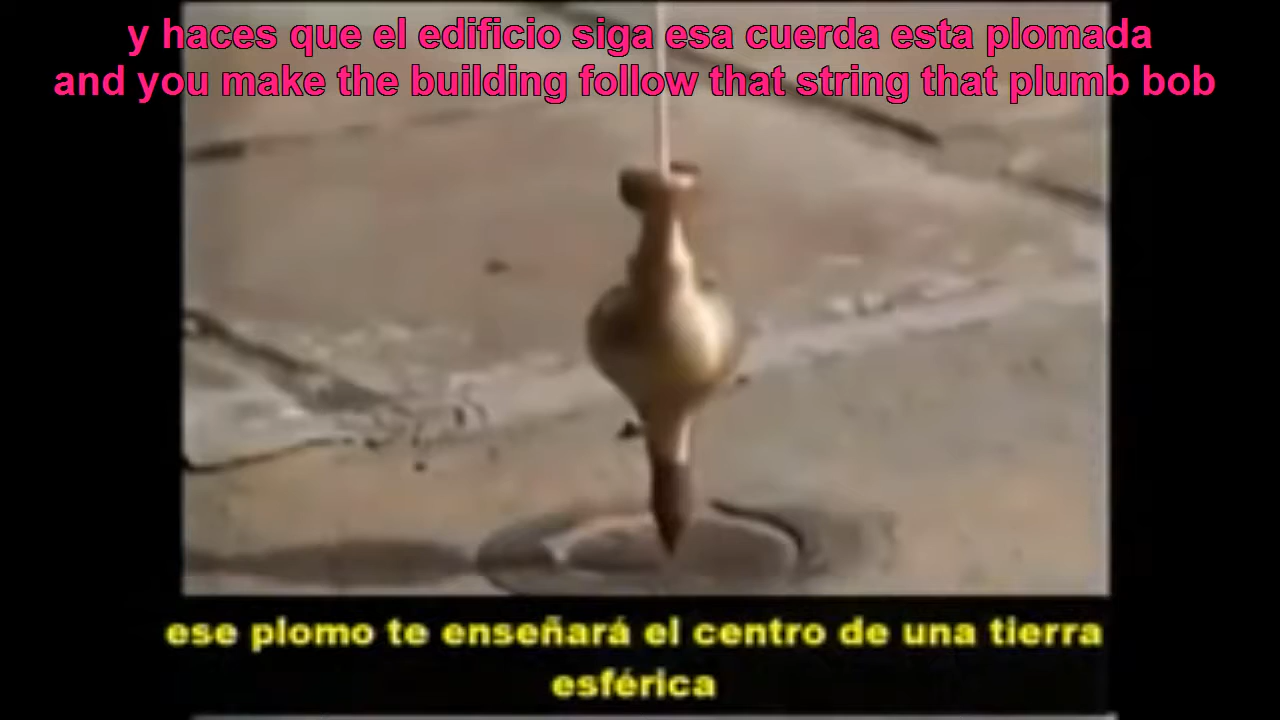 y haces que el edificio siga esa cuerda esta plomada
and you make the building follow that string that plumb bob
ese plomo te enseñará el centro de una tierra
esférica